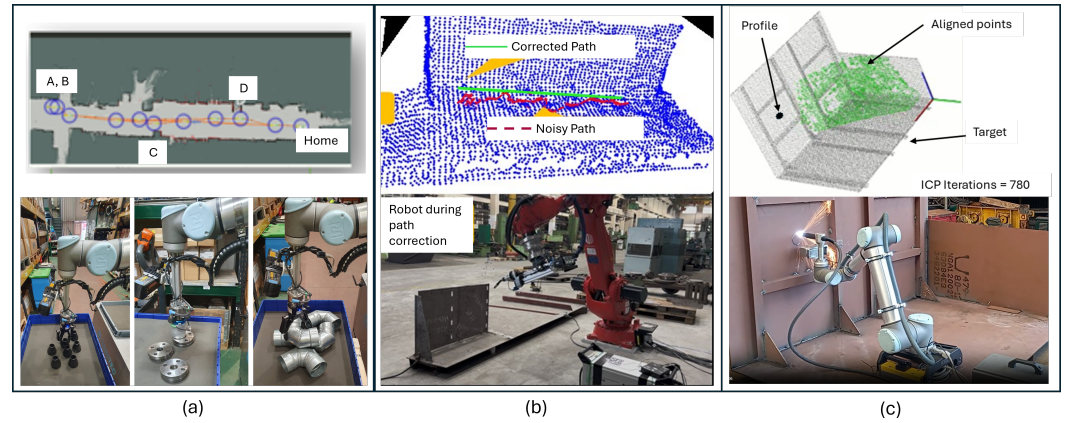 A, B
D
C
Home
(a)
Corrected Path
Noisy Path
Robot during
path
correction
(b)
Profile
Aligned points
Target
ICP Iterations = 780
(c)